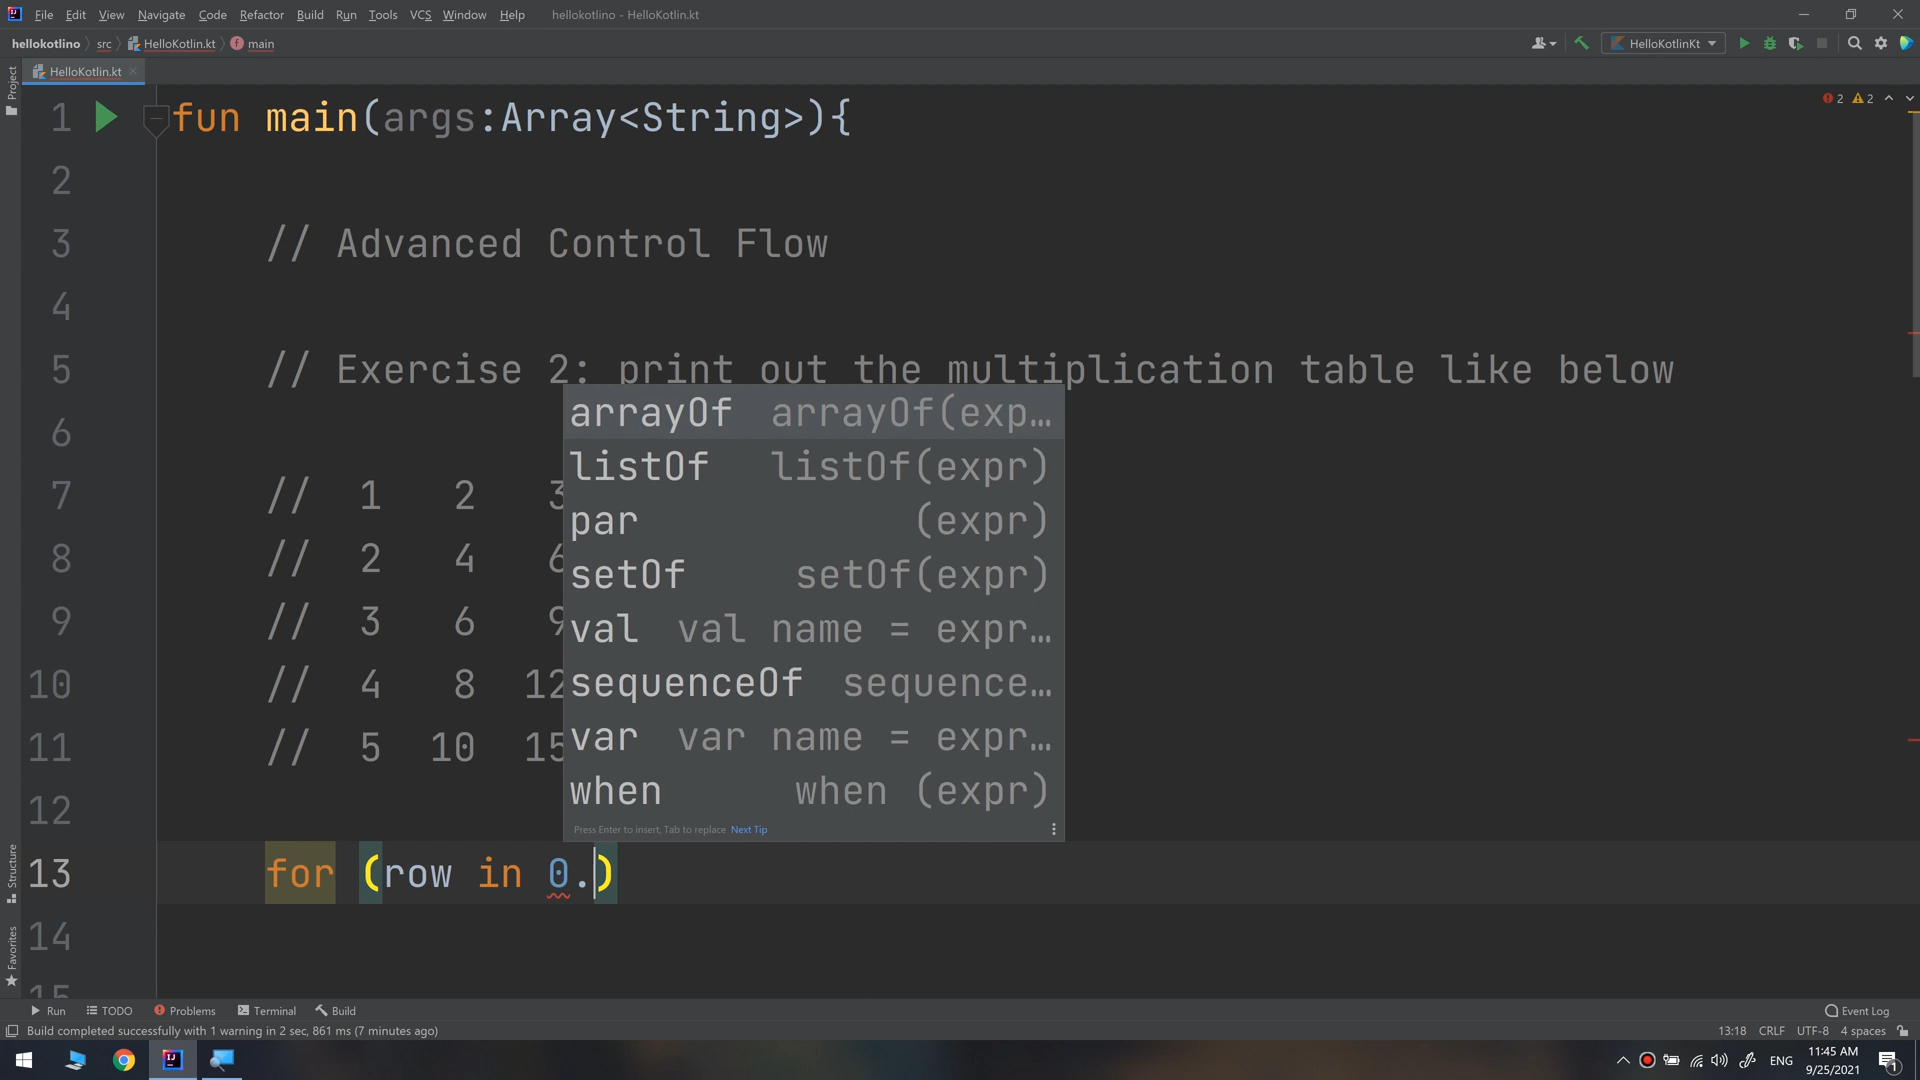 File Edit View Navigate Code Refactor Build Run Tools VCS Window Help hellokotlino - HelloKotlin.kt
hellokotlino src HelloKotlin.kt main HelloKotlinKt
HelloKotlin.kt
Project
1 fun main(args:Array<String>){ 2 2
2
3 // Advanced Control Flow
4
5 // Exercise 2: print out the multiplication table like below
6
7 // 1 2 3
8 // 2 4 6
9 // 3 6 9
10 // 4 8 12
11 // 5 10 15
12
arrayOf arrayOf(exp…
listOf listOf(expr)
par (expr)
setOf setOf(expr)
val val name = expr…
sequenceOf sequence…
var var name = expr…
when when (expr)
Press Enter to insert, Tab to replace Next Tip
13 for (row in 0.)
14
15
Structure
Favorites
Run TODO Problems Terminal Build Event Log
Build completed successfully with 1 warning in 2 sec, 861 ms (7 minutes ago) 13:18 CRLF UTF-8 4 spaces
ENG 11:45 AM
9/25/2021
1